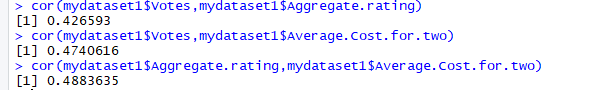 > cor(mydataset1$Votes,mydataset1$Aggregate.rating)
[1] 0.426593
> cor(mydataset1$Votes,mydataset1$Average.Cost.for.two)
[1] 0.4740616
> cor(mydataset1$Aggregate.rating,mydataset1$Average.Cost.for.two)
[1] 0.4883635